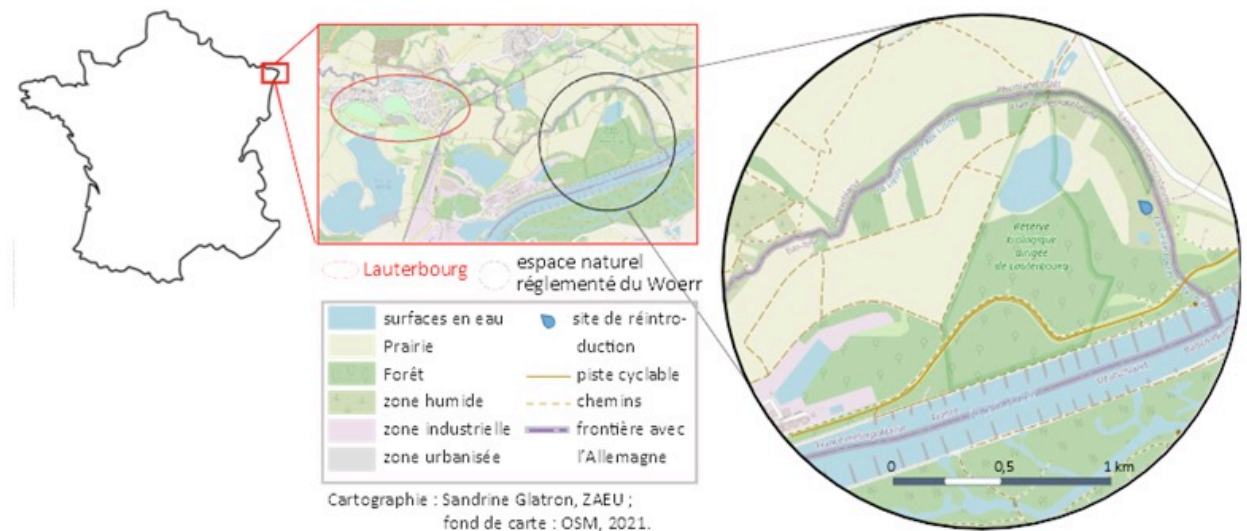 Lauterbourg
espace naturel
réglementé du Woerr
surfaces en eau
Prairie
Forêt
zone humide
zone industrielle
zone urbanisée
site de réintro-
duction
piste cyclable
chemins
frontière avec
l'Allemagne
Cartographie : Sandrine Glatron, ZAEU ;
fond de carte : OSM, 2021.
Réserve
biologique
dirigée
de Lauterbourg
0 0,5 1 km